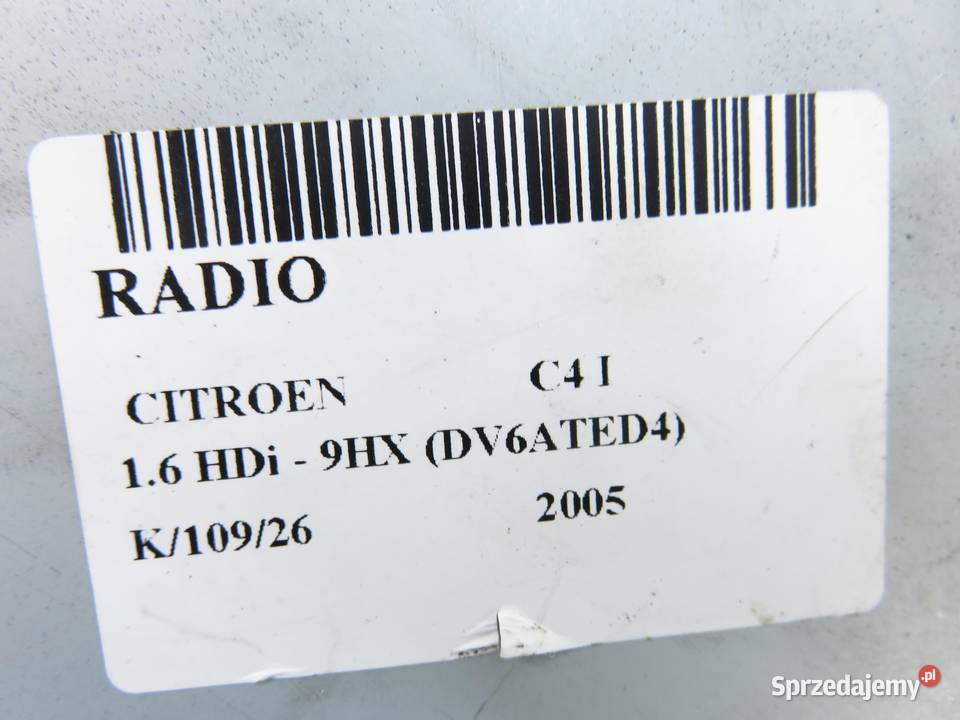 RADIO
CITROEN C4 I
1.6 HDi - 9HX (DV6ATED4)
K/109/26 2005
Sprzedajemy.pl